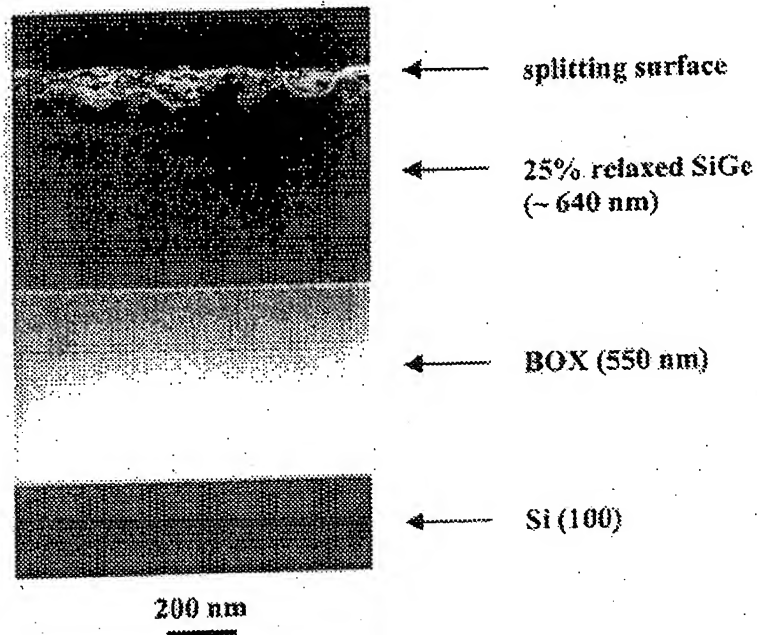 splitting surface
25% relaxed SiGe
(~ 640 nm)
BOX (550 nm)
Si (100)
200 nm